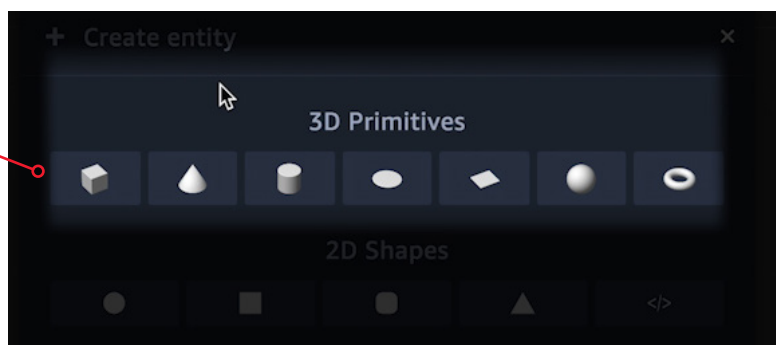 + Create entity ×
3D Primitives
2D Shapes
</>